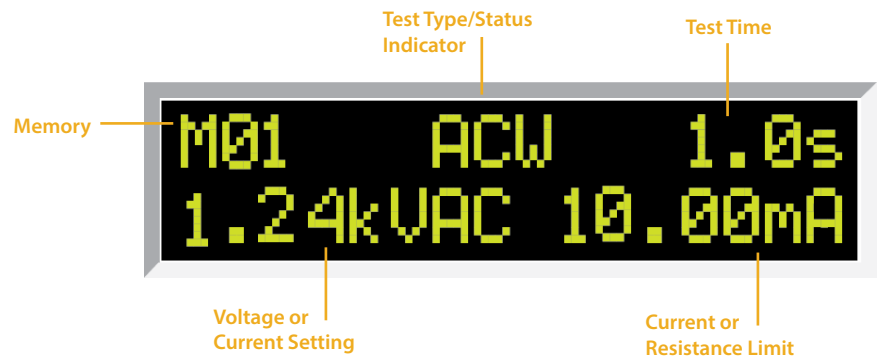 Test Type/Status
Indicator
Test Time
Memory
M01 ACW 1.0s
1.24kVAC 10.00mA
Voltage or
Current Setting
Current or
Resistance Limit